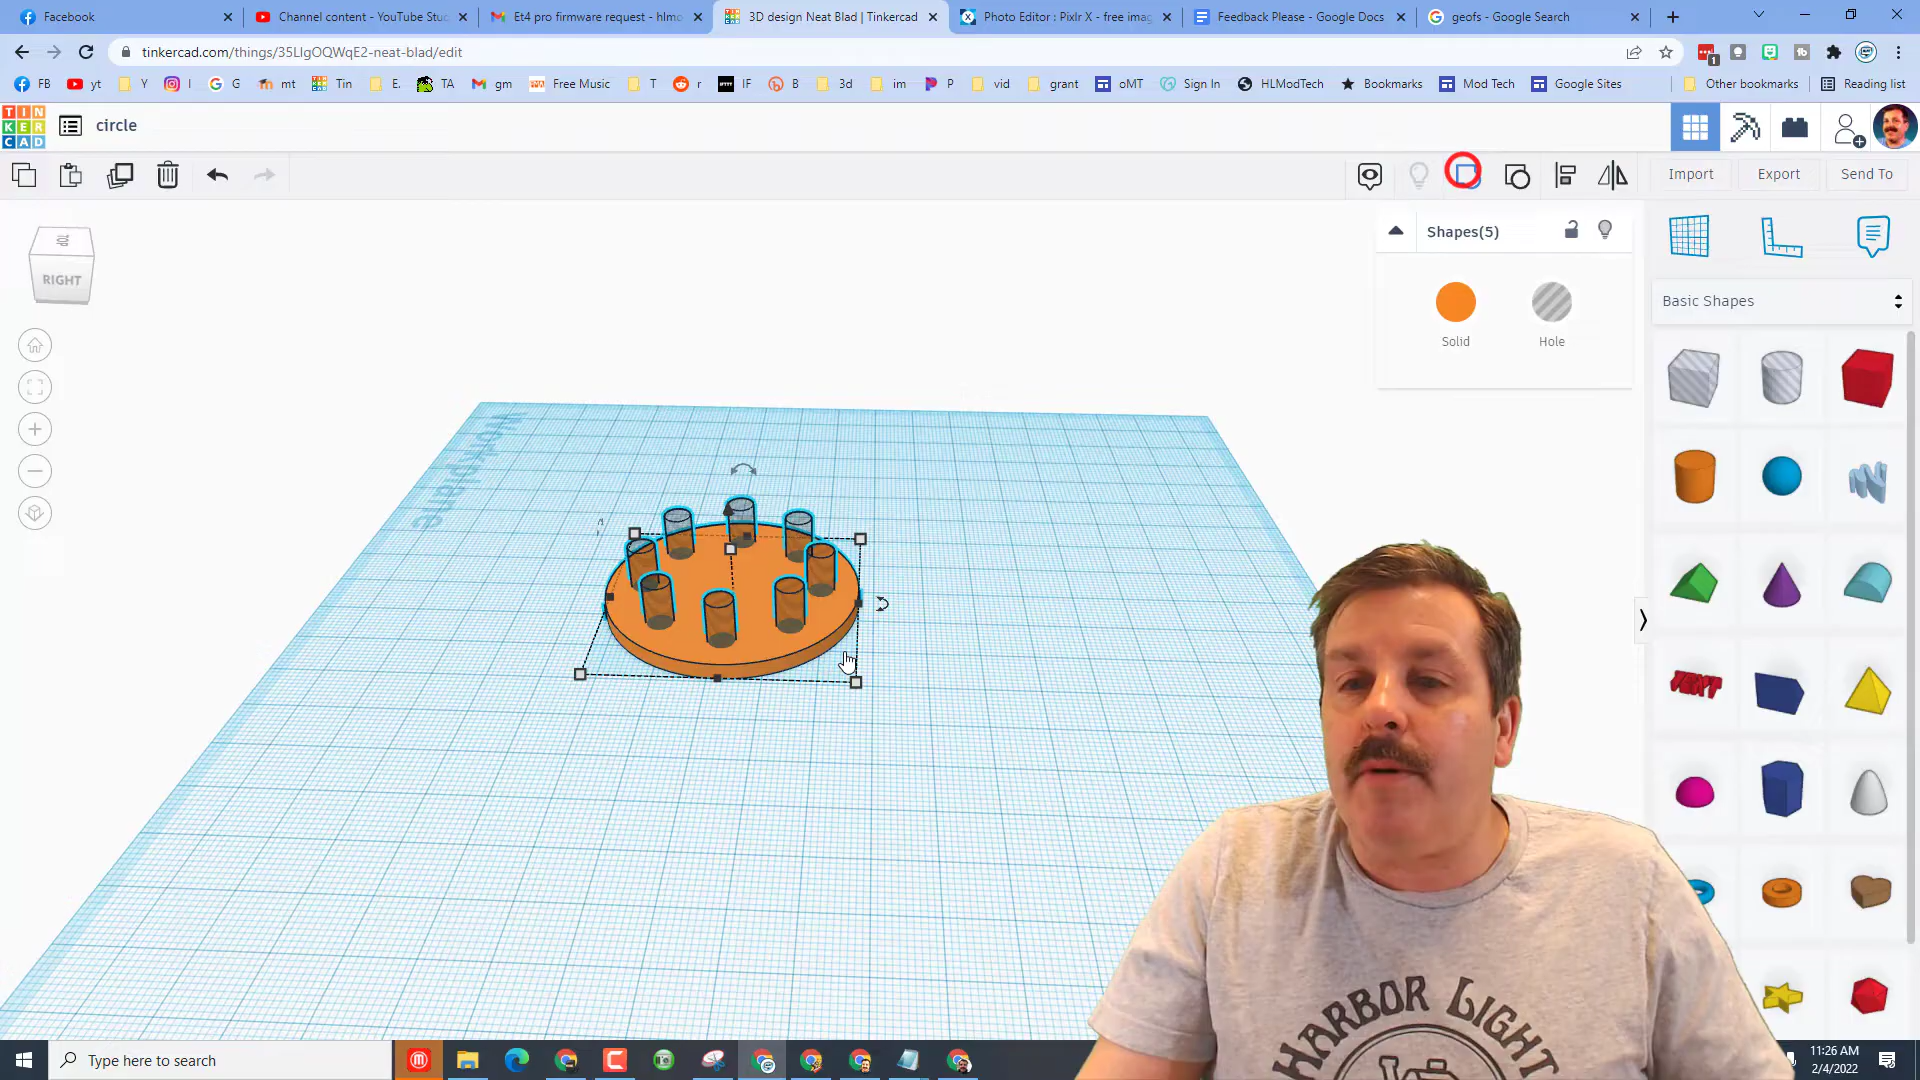 Facebook
Channel content - YouTube Stu
Et4 pro firmware request - hlmo
3D design Neat Blad | Tinkercad
Photo Editor : Pixlr X - free imag
Feedback Please - Google Docs
geofs - Google Search
tinkercad.com/things/35LlgOQWqE2-neat-blad/edit
1
FB
yt
Y
I
G
mt
Tin
E.
TA
gm
Free Music
T
r
IF
B
3d
im
P
vid
grant
oMT
Sign In
HLModTech
Bookmarks
Mod Tech
Google Sites
Other bookmarks
Reading list
TIN
KER
CAD
circle
Import
Export
Send To
TOP
RIGHT
Shapes(5)
Solid
Hole
Basic Shapes
Workplane
TEXT
HARBOR LIGHT
Type here to search
11:26 AM
2/4/2022